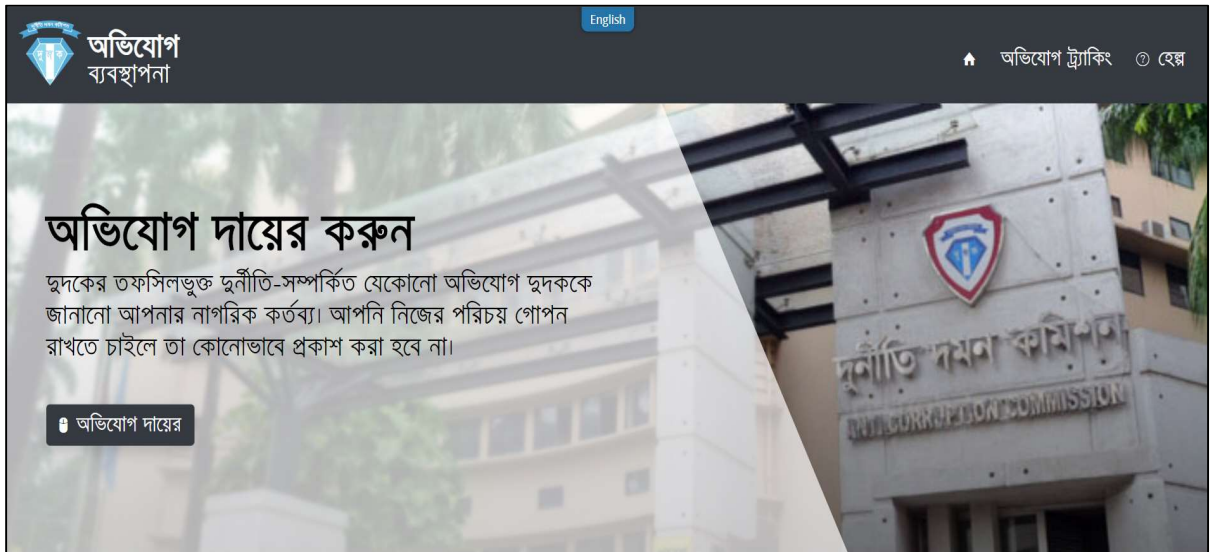 English
অভিযোগ
ব্যবস্থাপনা
অভিযোগ ট্র্যাকিং
হেল্প
অভিযোগ দায়ের করুন
দুদকের তফসিলভুক্ত দুর্নীতি-সম্পর্কিত যেকোনো অভিযোগ দুদককে
জানানো আপনার নাগরিক কর্তব্য। আপনি নিজের পরিচয় গোপন
রাখতে চাইলে তা কোনোভাবে প্রকাশ করা হবে না।
অভিযোগ দায়ের
দুর্নীতি দমন কমিশন
ANTI CORRUPTION COMMISSION